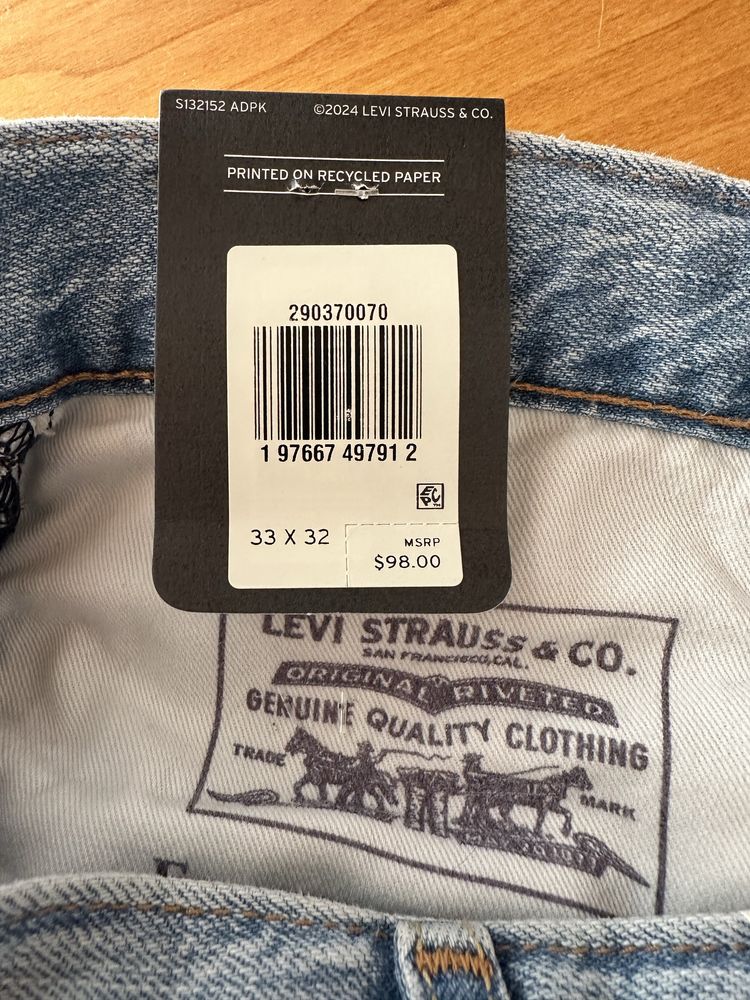 S132152 ADPK ©2024 LEVI STRAUSS & CO.
PRINTED ON RECYCLED PAPER
290370070
1 97667 49791 2
EPC™
33 X 32
MSRP
$98.00
LEVI STRAUSS & CO.
SAN FRANCISCO, CAL.
ORIGINAL RIVETED
GENUINE QUALITY CLOTHING
TRADE MARK